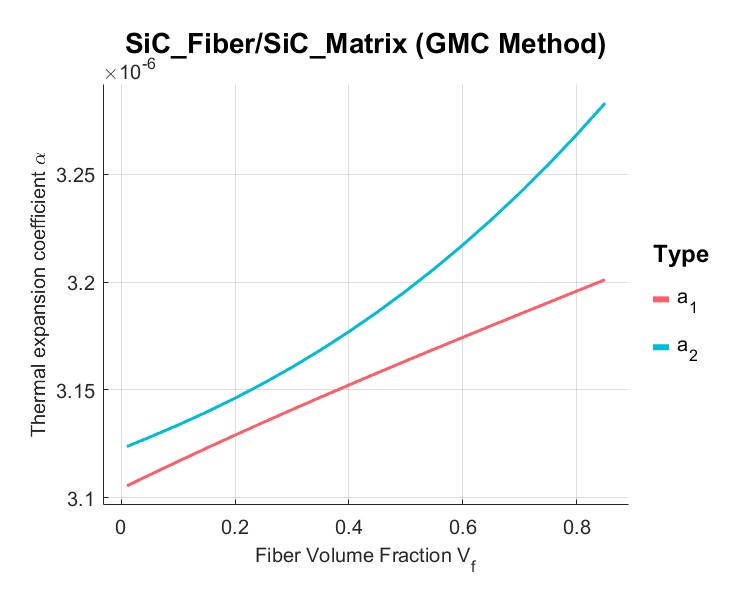 SiC_Fiber/SiC_Matrix (GMC Method)
×10-6
3.25
3.2
3.15
3.1
Thermal expansion coefficient α
0 0.2 0.4 0.6 0.8
Fiber Volume Fraction Vf
Type
a1
a2